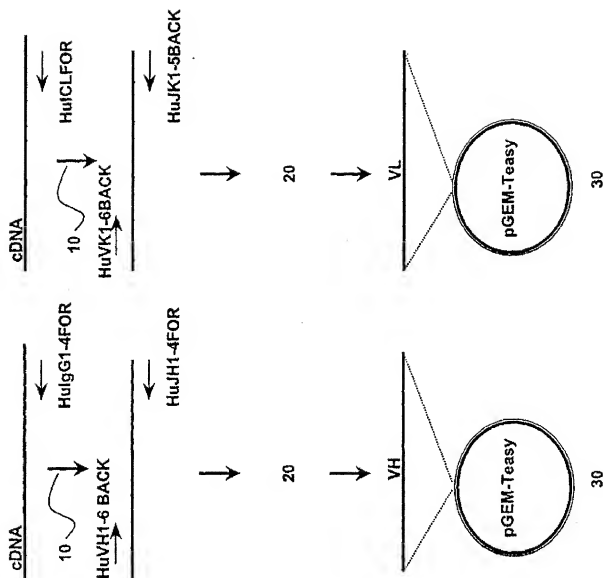 cDNA
HuIgG1-4FOR
10
HuVH1-6 BACK
HuJH1-4FOR
20
VH
pGEM-Teasy
30
cDNA
HuICLFOR
10
HuVK1-6BACK
HuJK1-5BACK
20
VL
pGEM-Teasy
30